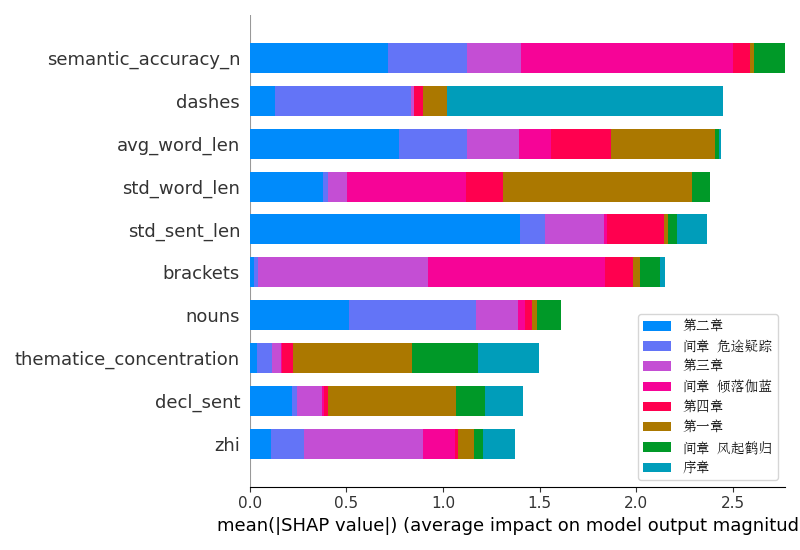 semantic_accuracy_n
dashes
avg_word_len
std_word_len
std_sent_len
brackets
nouns
thematice_concentration
decl_sent
zhi
第二章
间章 危途疑踪
第三章
间章 倾落伽蓝
第四章
第一章
间章 风起鹤归
序章
0.0 0.5 1.0 1.5 2.0 2.5
mean(|SHAP value|) (average impact on model output magnitud